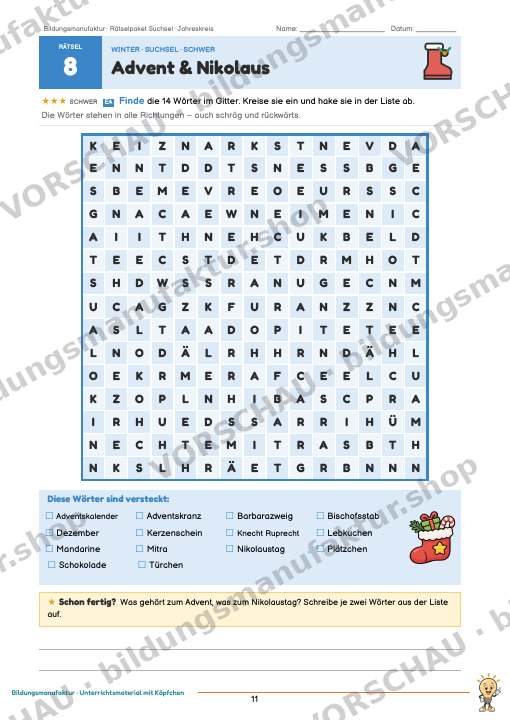 Bildungsmanufaktur · Rätselpaket Suchsel · Jahreskreis Name: Datum:
RÄTSEL
8
WINTER · SUCHSEL · SCHWER
Advent & Nikolaus
★★★ SCHWER EA Finde die 14 Wörter im Gitter. Kreise sie ein und hake sie in der Liste ab.
Die Wörter stehen in alle Richtungen – auch schräg und rückwärts.
K E I Z N A R K S T N E V D A
E N N T D D T S N E S S B G E
S B E M E V R E O E U R S S C
G N A C A E W N E I M E N I C
A I I T H N E H C U K B E L D
T E E C S T D E T D R M H O T
S H D W S S R A N U G E C N M
U C A G Z K F U R A N Z Z N C
A S L T A A D O P I T E T E E
L N O D Ä L R H H R N D Ä H L
O E K R M E R A F C E E L C U
K Z O P L N H I B A S C P R A
I R H U E D S S A R R I H Ü M
N E C H T E M I T R A S B T H
N K S L H R Ä E T G R B N N N
Diese Wörter sind versteckt:
☐ Adventskalender ☐ Adventskranz ☐ Barbarazweig ☐ Bischofsstab
☐ Dezember ☐ Kerzenschein ☐ Knecht Ruprecht ☐ Lebkuchen
☐ Mandarine ☐ Mitra ☐ Nikolaustag ☐ Plätzchen
☐ Schokolade ☐ Türchen
★ Schon fertig? Was gehört zum Advent, was zum Nikolaustag? Schreibe je zwei Wörter aus der Liste
auf.
Bildungsmanufaktur · Unterrichtsmaterial mit Köpfchen
11
VORSCHAU · bildungsmanufaktur.shop